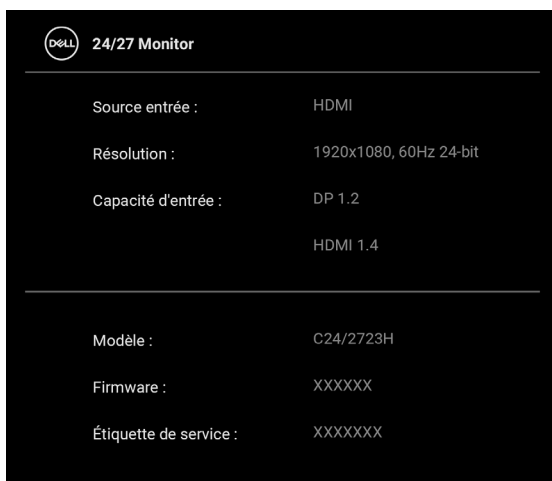 DELL 24/27 Monitor
Source entrée : HDMI
Résolution : 1920x1080, 60Hz 24-bit
Capacité d'entrée : DP 1.2
HDMI 1.4
Modèle : C24/2723H
Firmware : XXXXXX
Étiquette de service : XXXXXXX